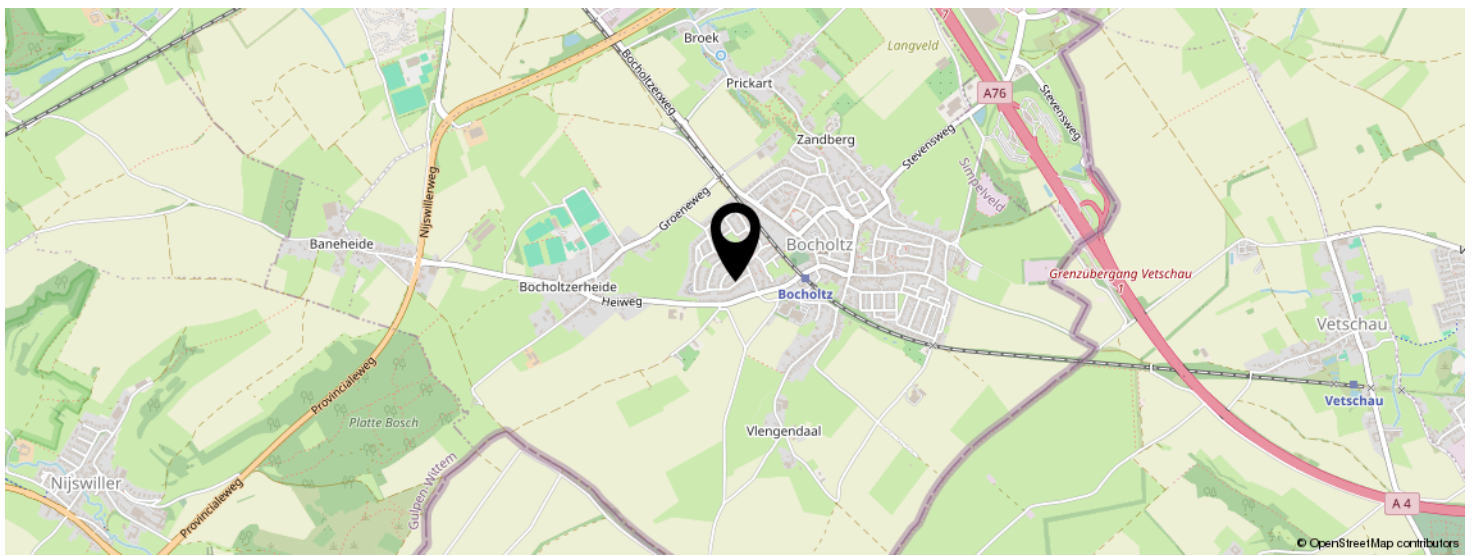 Broek
Langveld
Bocholtzerweg
Prickart
A76
Stevensweg
Zandberg
Stevensweg
Simpelveld
Nijswillerweg
Groeneweg
Baneheide
Bocholtz
Grenzübergang Vetschau
Bocholtzerheide
Heiweg
Bocholtz
Vetschau
Provincialeweg
Platte Bosch
Vetschau
Vlengendaal
Gulpen Wittem
Nijswiller
Provincialeweg
A 4
© OpenStreetMap contributors